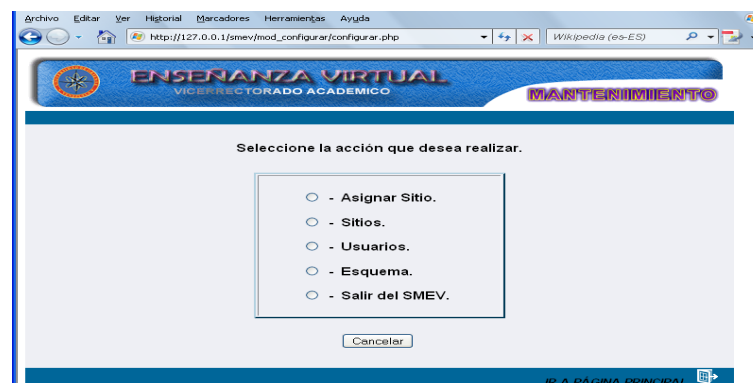 Archivo Editar Ver Historial Marcadores Herramientas Ayuda
http://127.0.0.1/smev/mod_configurar/configurar.php Wikipedia (es-ES)
ENSEÑANZA VIRTUAL
VICERRECTORADO ACADEMICO
MANTENIMIENTO
Seleccione la acción que desea realizar.
- Asignar Sitio.
- Sitios.
- Usuarios.
- Esquema.
- Salir del SMEV.
Cancelar
IR A PÁGINA PRINCIPAL